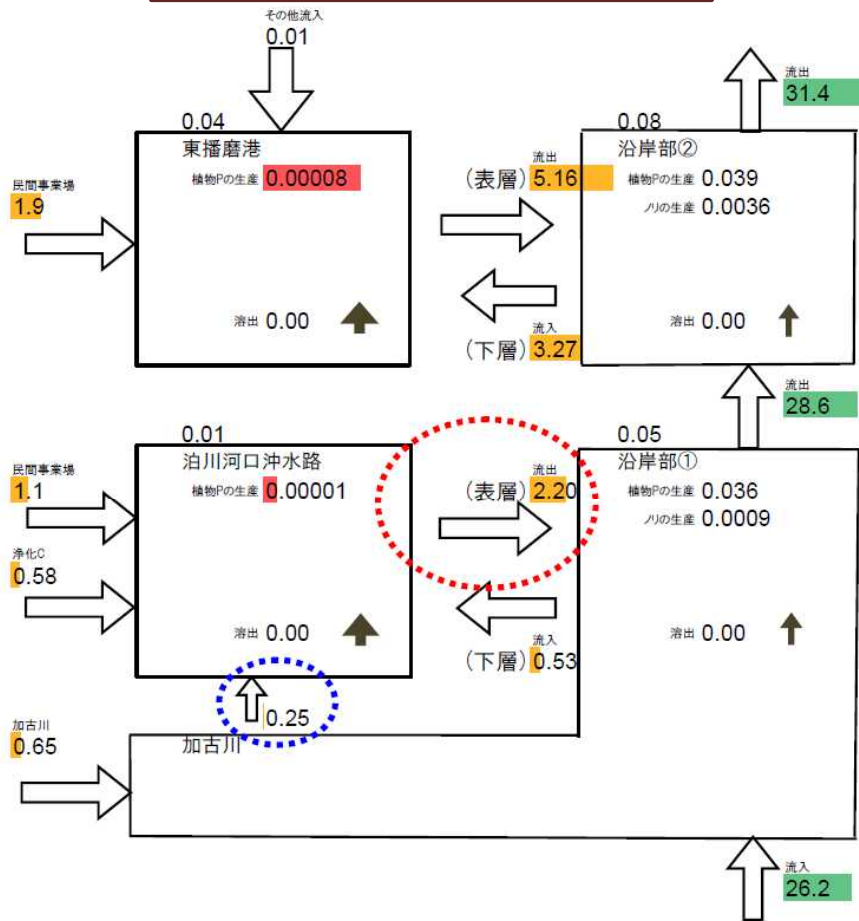 その他流入
0.01
流出
31.4
0.04
東播磨港
植物Pの生産 0.00008
民間事業場
1.9
溶出 0.00
流出
(表層) 5.16
流入
(下層) 3.27
0.08
沿岸部②
植物Pの生産 0.039
ノリの生産 0.0036
溶出 0.00
流出
28.6
0.01
泊川河口沖水路
植物Pの生産 0.00001
民間事業場
1.1
浄化C
0.58
溶出 0.00
流出
(表層) 2.20
流入
(下層) 0.53
0.05
沿岸部①
植物Pの生産 0.036
ノリの生産 0.0009
溶出 0.00
0.25
加古川
加古川
0.65
流入
26.2